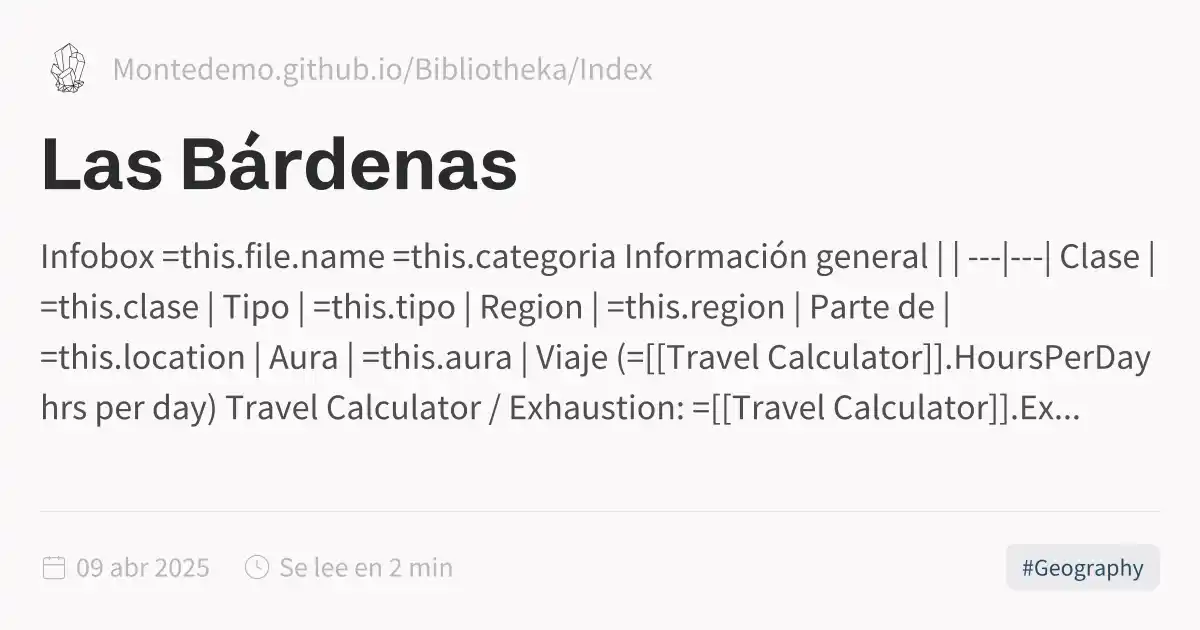 Montedemo.github.io/Bibliotheka/Index
Las Bárdenas
Infobox =this.file.name =this.categoria Información general | | ---|---| Clase |
=this.clase | Tipo | =this.tipo | Region | =this.region | Parte de |
=this.location | Aura | =this.aura | Viaje (=[[Travel Calculator]].HoursPerDay
hrs per day) Travel Calculator / Exhaustion: =[[Travel Calculator]].Ex...
09 abr 2025
Se lee en 2 min
#Geography